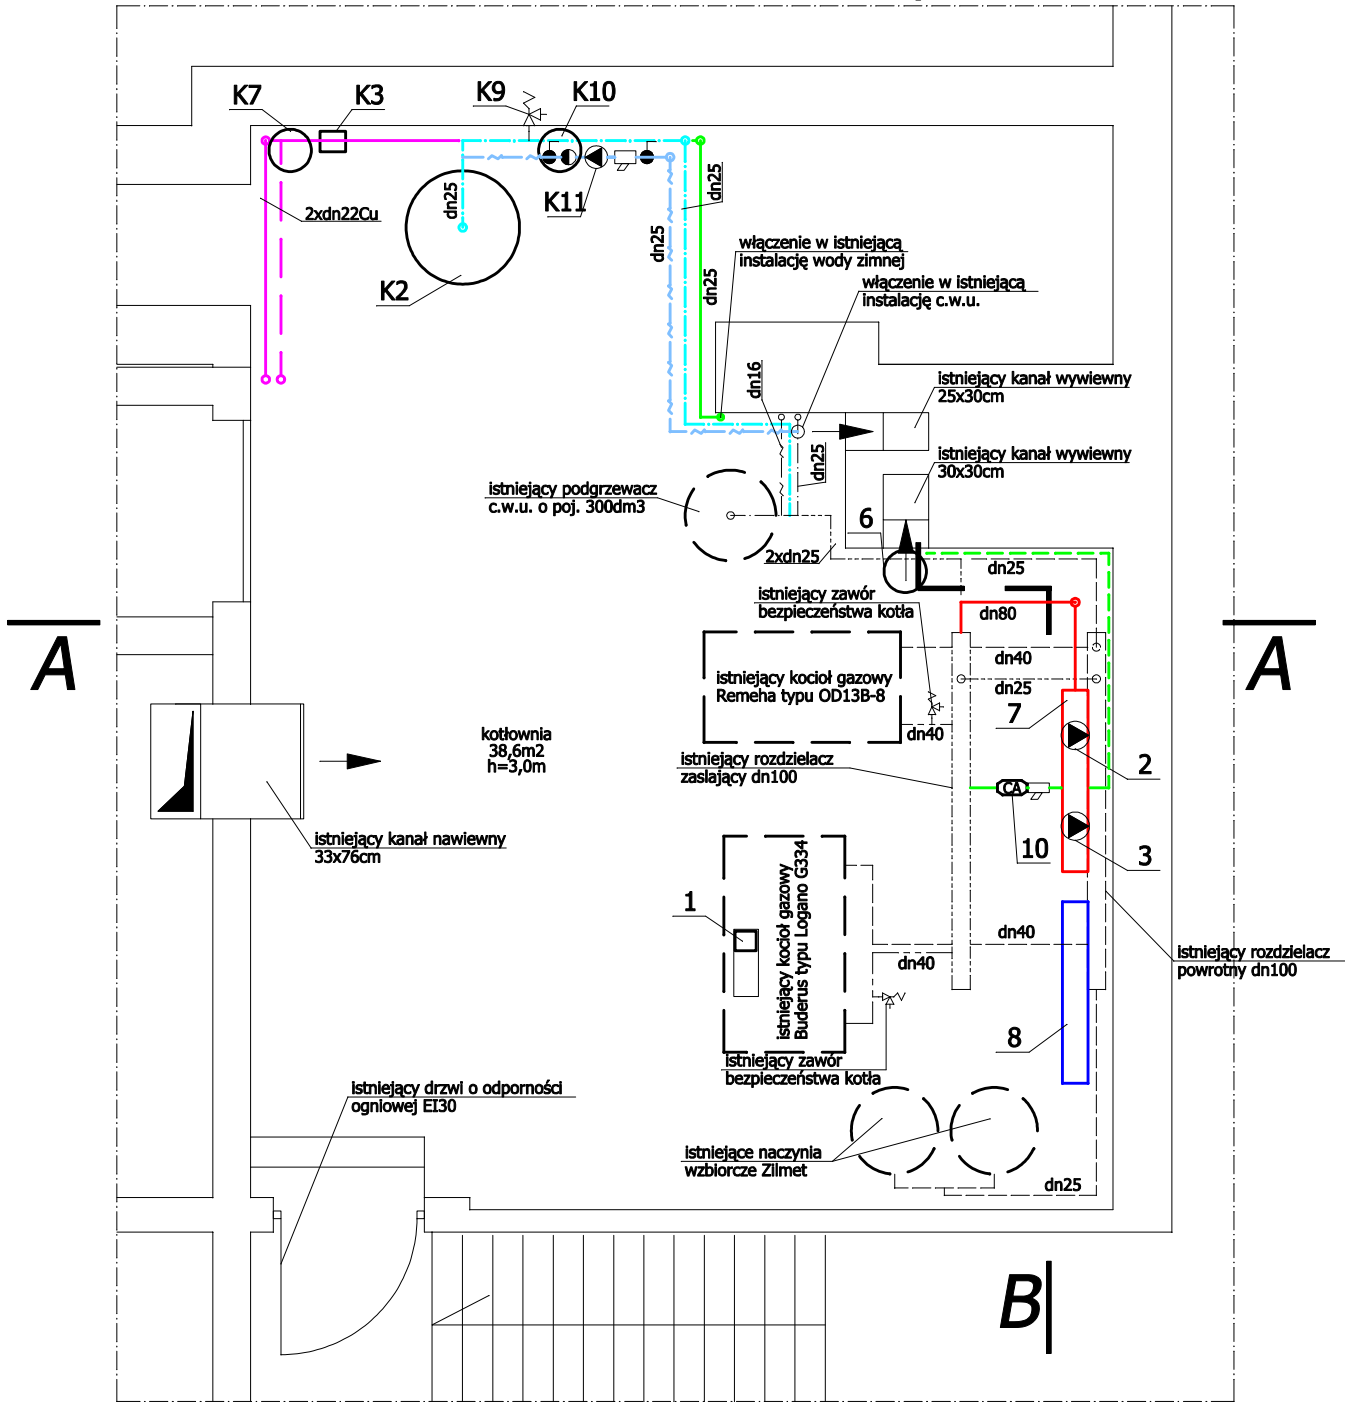 K7
K3
K9
K10
dn25
dn25
2xdn22Cu
K11
dn25
włączenie w istniejącą
instalację wody zimnej
K2
dn25
włączenie w istniejącą
instalację c.w.u.
dn16
istniejący kanał wywiewny
25x30cm
istniejący kanał wywiewny
30x30cm
dn25
istniejący podgrzewacz
c.w.u. o poj. 300dm3
6
2xdn25
dn25
istniejący zawór
bezpieczeństwa kotła
dn80
A
A
dn40
istniejący kocioł gazowy
Remeha typu OD13B-8
dn25
7
dn40
kotłownia
38,6m2
h=3,0m
istniejący rozdzielacz
zasilający dn100
2
CA
istniejący kanał nawiewny
33x76cm
10
3
istniejący kocioł gazowy
Buderus typu Logano G334
1
dn40
dn40
istniejący rozdzielacz
powrotny dn100
8
istniejący zawór
bezpieczeństwa kotła
istniejący drzwi o odporności
ogniowej EI30
istniejące naczynia
wzbiorcze Zilmet
dn25
B